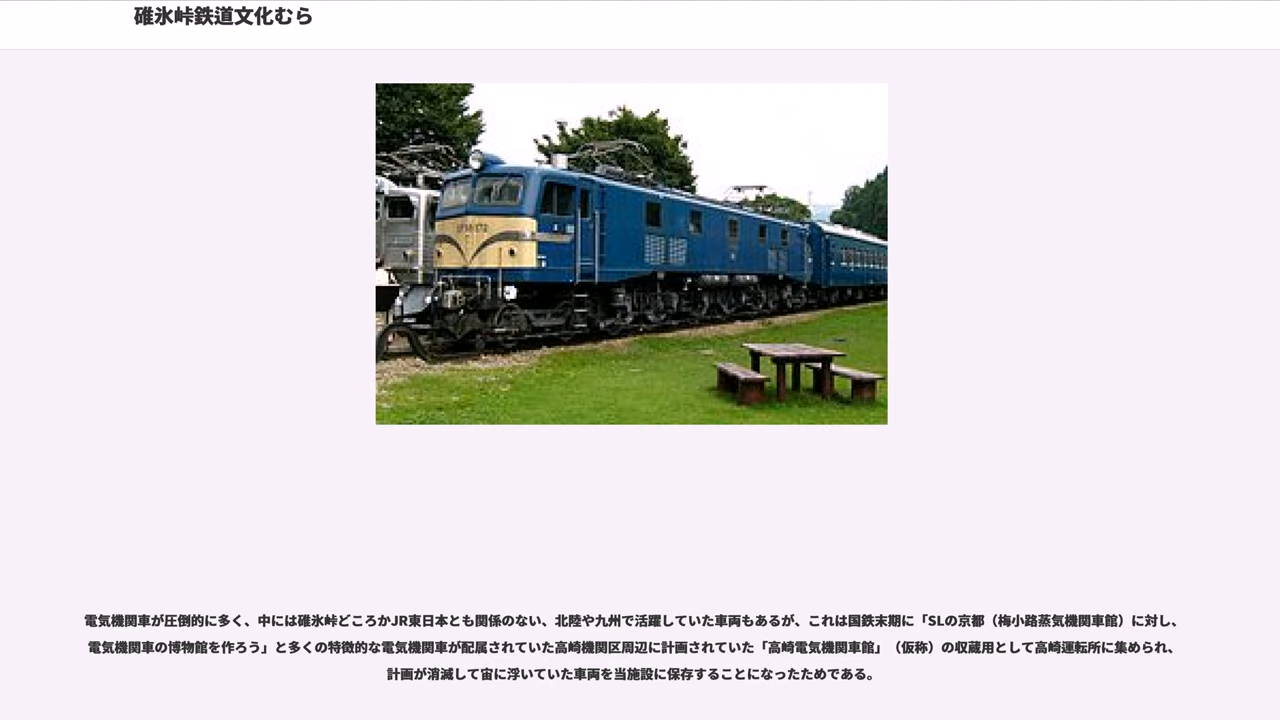 碓氷峠鉄道文化むら
電気機関車が圧倒的に多く、中には碓氷峠どころかJR東日本とも関係のない、北陸や九州で活躍していた車両もあるが、これは国鉄末期に「SLの京都（梅小路蒸気機関車館）に対し、
電気機関車の博物館を作ろう」と多くの特徴的な電気機関車が配属されていた高崎機関区周辺に計画されていた「高崎電気機関車館」（仮称）の収蔵用として高崎運転所に集められ、
計画が消滅して宙に浮いていた車両を当施設に保存することになったためである。